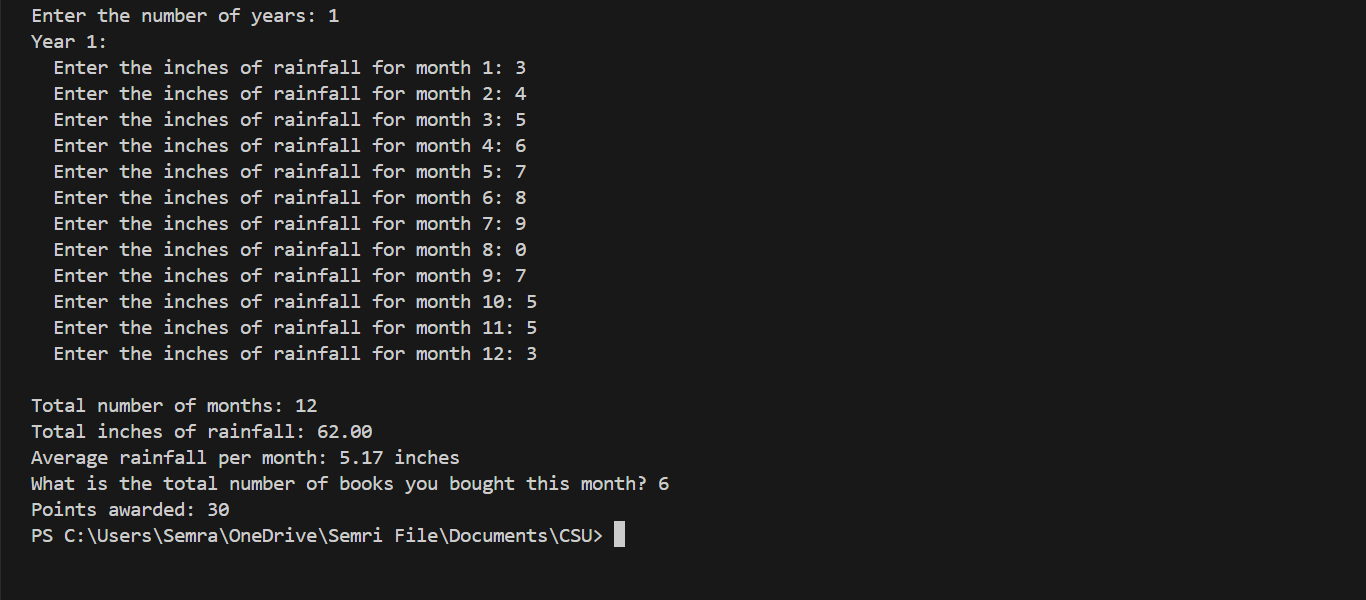 Enter the number of years: 1
Year 1:
  Enter the inches of rainfall for month 1: 3
  Enter the inches of rainfall for month 2: 4
  Enter the inches of rainfall for month 3: 5
  Enter the inches of rainfall for month 4: 6
  Enter the inches of rainfall for month 5: 7
  Enter the inches of rainfall for month 6: 8
  Enter the inches of rainfall for month 7: 9
  Enter the inches of rainfall for month 8: 0
  Enter the inches of rainfall for month 9: 7
  Enter the inches of rainfall for month 10: 5
  Enter the inches of rainfall for month 11: 5
  Enter the inches of rainfall for month 12: 3

Total number of months: 12
Total inches of rainfall: 62.00
Average rainfall per month: 5.17 inches
What is the total number of books you bought this month? 6
Points awarded: 30
PS C:\Users\Semra\OneDrive\Semri File\Documents\CSU>